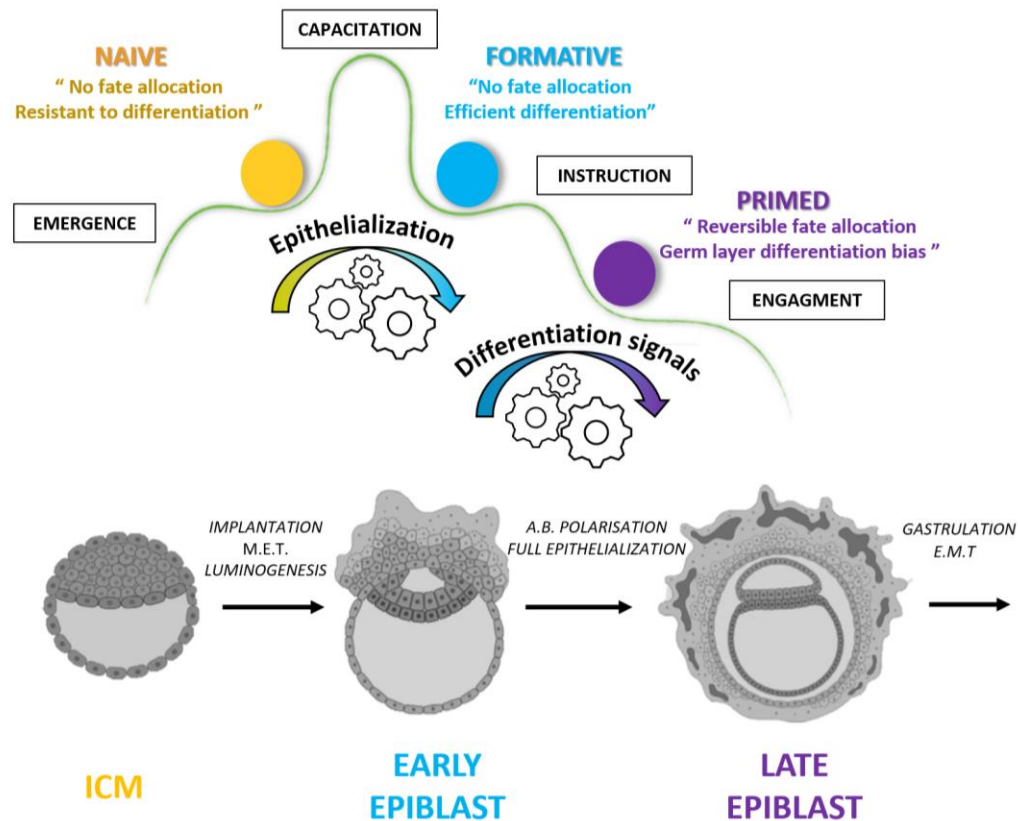 CAPACITATION
NAIVE
“ No fate allocation
Resistant to differentiation ”
FORMATIVE
“No fate allocation
Efficient differentiation”
EMERGENCE
INSTRUCTION
PRIMED
“ Reversible fate allocation
Germ layer differentiation bias ”
ENGAGMENT
Epithelialization
Differentiation signals
IMPLANTATION
M.E.T.
LUMINOGENESIS
A.B. POLARISATION
FULL EPITHELIALIZATION
GASTRULATION
E.M.T
ICM
EARLY
EPIBLAST
LATE
EPIBLAST